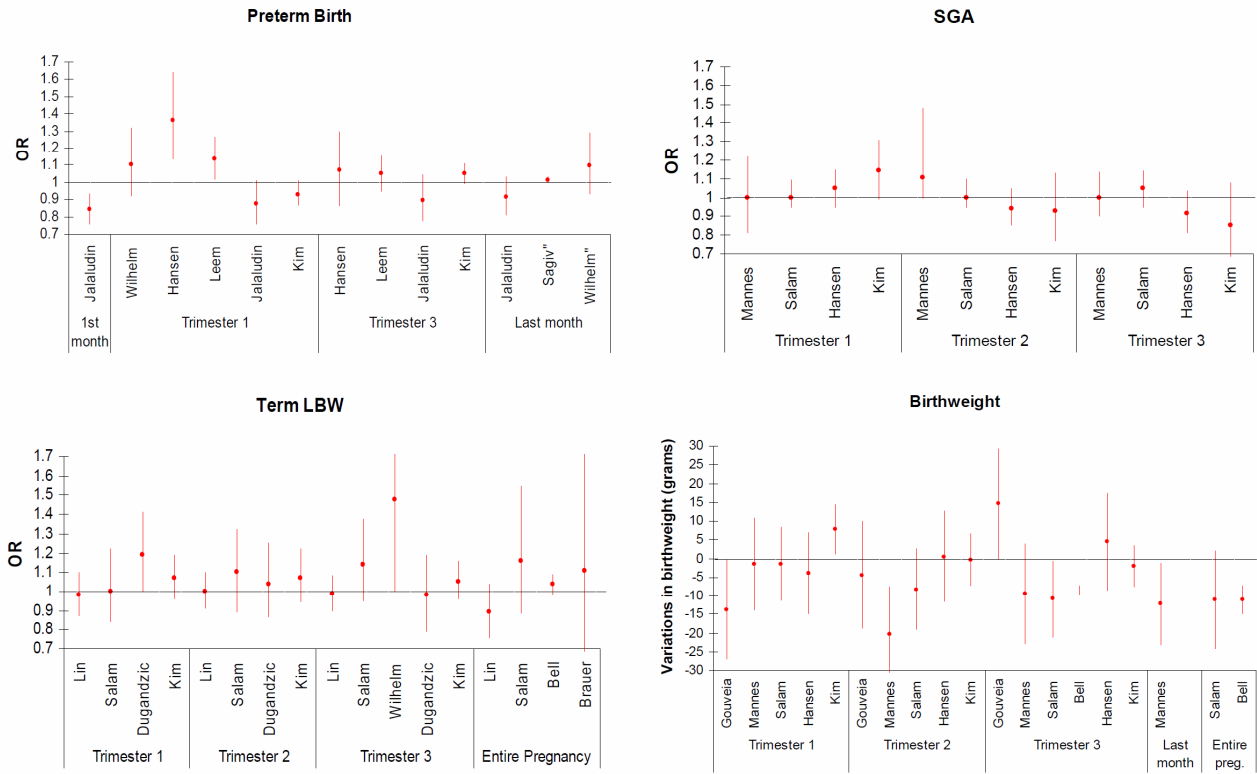 Preterm Birth
OR
1.7
1.6
1.5
1.4
1.3
1.2
1.1
1
0.9
0.8
0.7
Jalaludin
Wilhelm
Hansen
Leem
Jalaludin
Kim
Hansen
Leem
Jalaludin
Kim
Jalaludin
Sagiv"
Wilhelm"
1st month
Trimester 1
Trimester 3
Last month
SGA
OR
1.7
1.6
1.5
1.4
1.3
1.2
1.1
1
0.9
0.8
0.7
Mannes
Salam
Hansen
Kim
Mannes
Salam
Hansen
Kim
Mannes
Salam
Hansen
Kim
Trimester 1
Trimester 2
Trimester 3
Term LBW
OR
1.7
1.6
1.5
1.4
1.3
1.2
1.1
1
0.9
0.8
0.7
Lin
Salam
Dugandzic
Kim
Lin
Salam
Dugandzic
Kim
Lin
Salam
Wilhelm
Dugandzic
Kim
Lin
Salam
Bell
Brauer
Trimester 1
Trimester 2
Trimester 3
Entire Pregnancy
Birthweight
Variations in birtweight (grams)
30
25
20
15
10
5
0
-5
-10
-15
-20
-25
-30
Gouveia
Mannes
Salam
Hansen
Kim
Gouveia
Mannes
Salam
Hansen
Kim
Gouveia
Mannes
Salam
Bell
Hansen
Kim
Mannes
Salam
Bell
Trimester 1
Trimester 2
Trimester 3
Last
month
Entire
preg.